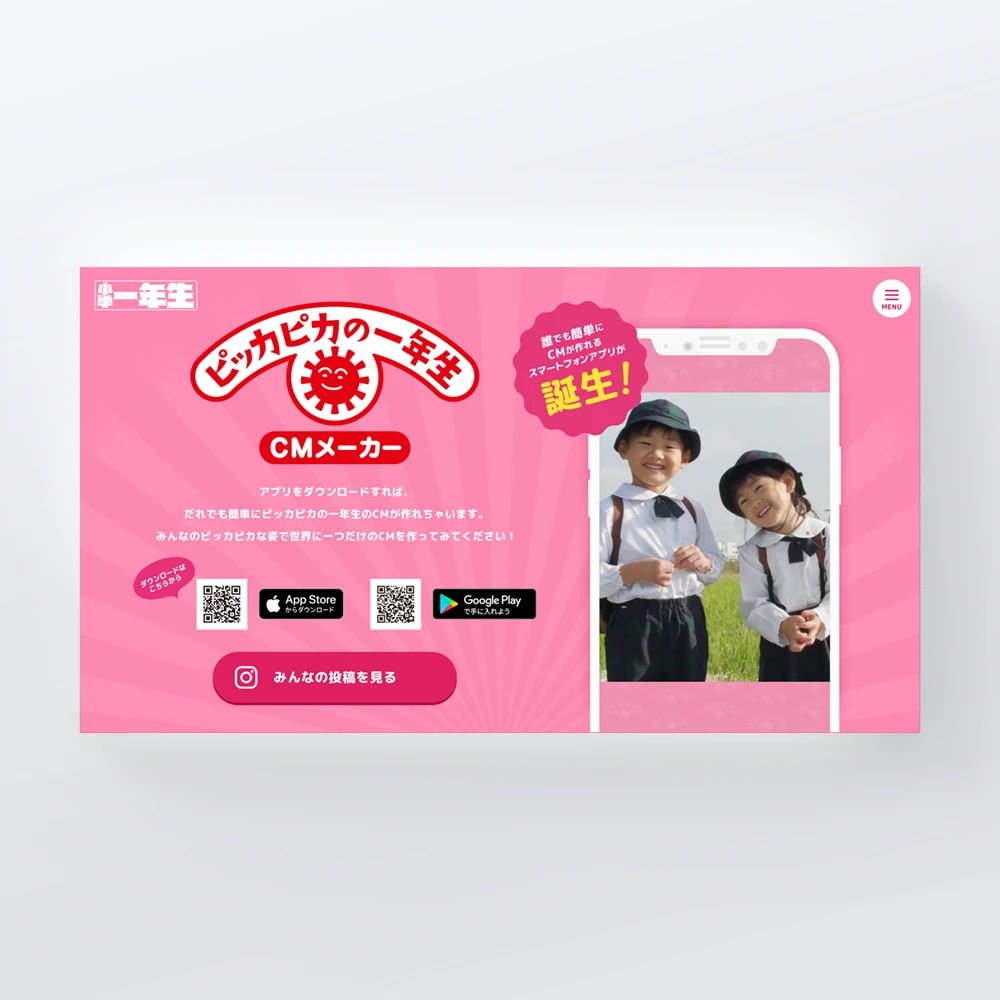 小学一年生
MENU
ピッカピカの一年生
CMメーカー
誰でも簡単に
CMが作れる
スマートフォンアプリが
誕生!
アプリをダウンロードすれば、
だれでも簡単にピッカピカの一年生のCMが作れちゃいます。
みんなのピッカピカな姿で世界に一つだけのCMを作ってみてください!
ダウンロードは
こちらから
App Store
からダウンロード
Google Play
で手に入れよう
みんなの投稿を見る